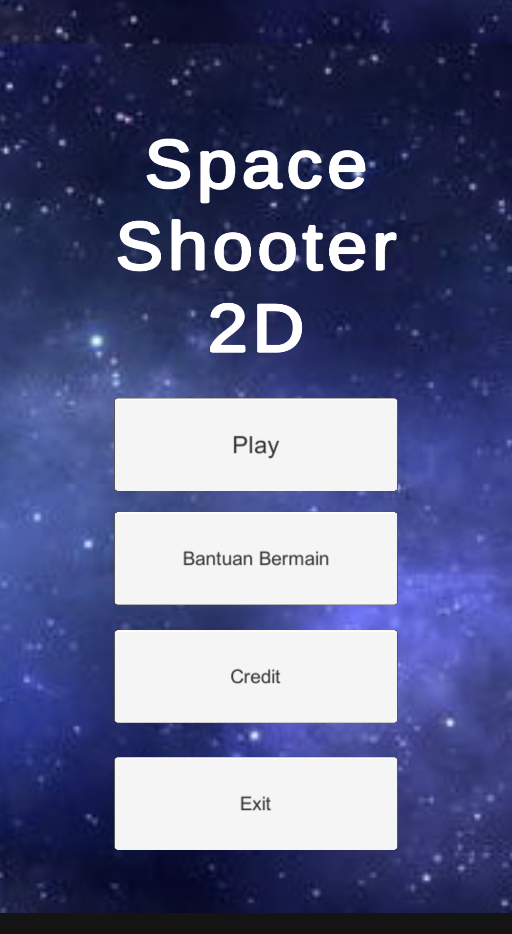 Space
Shooter
2D
Play
Bantuan Bermain
Credit
Exit